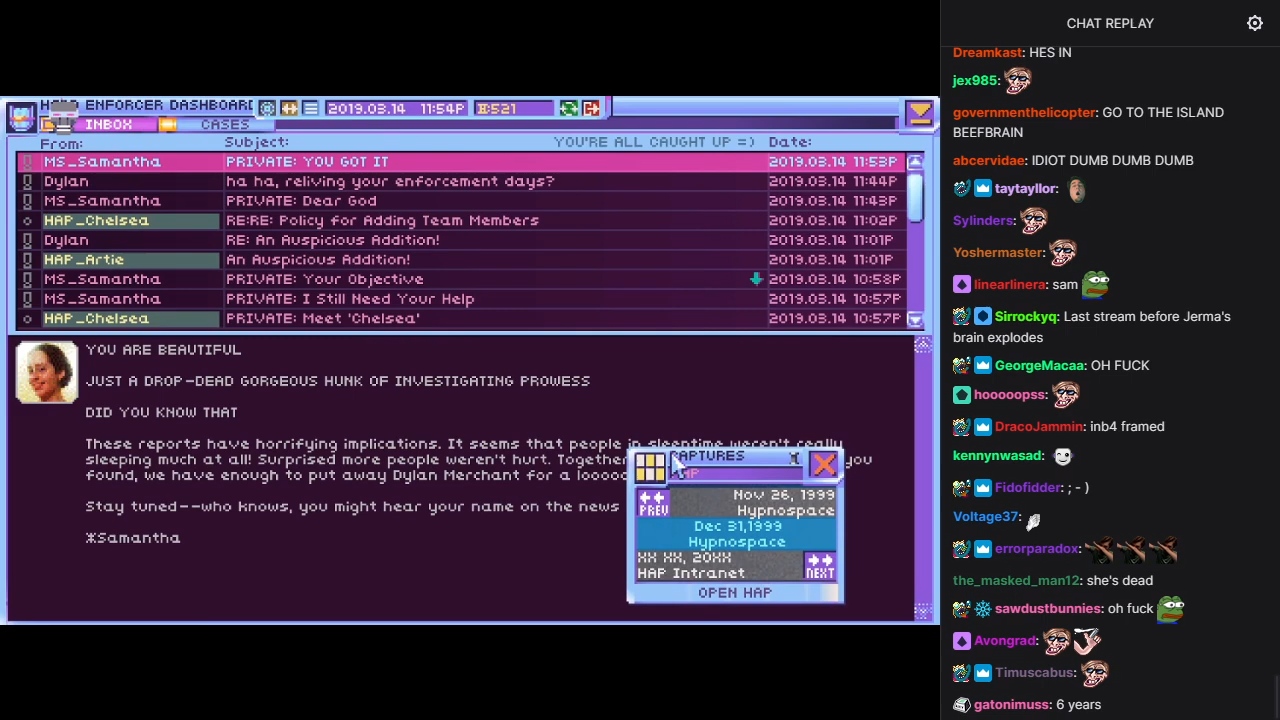 ENFORCER DASHBOARD
2019.03.14 11:54P
521
INBOX
CASES
From:
Subject:
YOU'RE ALL CAUGHT UP =)
Date:
MS_Samantha PRIVATE: YOU GOT IT 2019.03.14 11:53P
Dylan ha ha, reliving your enforcement days? 2019.03.14 11:44P
MS_Samantha PRIVATE: Dear God 2019.03.14 11:43P
HAP_Chelsea RE:RE: Policy for Adding Team Members 2019.03.14 11:02P
Dylan RE: An Auspicious Addition! 2019.03.14 11:01P
HAP_Artie An Auspicious Addition! 2019.03.14 11:01P
MS_Samantha PRIVATE: Your Objective 2019.03.14 10:58P
MS_Samantha PRIVATE: I Still Need Your Help 2019.03.14 10:57P
HAP_Chelsea PRIVATE: Meet 'Chelsea' 2019.03.14 10:57P
YOU ARE BEAUTIFUL
JUST A DROP-DEAD GORGEOUS HUNK OF INVESTIGATING PROWESS
DID YOU KNOW THAT
These reports have horrifying implications. It seems that people in sleeptime weren't really
sleeping much at all! Surprised more people weren't hurt. Together you
found, we have enough to put away Dylan Merchant for a
Stay tuned--who knows, you might hear your name on the news
*Samantha
CAPTURES
PREV
Nov 26, 1999
Hypnospace
Dec 31,1999
Hypnospace
XX XX, 20XX
HAP Intranet
NEXT
OPEN HAP
CHAT REPLAY
Dreamkast: HES IN
jex985:
governmenthelicopter: GO TO THE ISLAND
BEEFBRAIN
abcervidae: IDIOT DUMB DUMB DUMB
taytayllor:
Sylinders:
Yoshermaster:
linearlinera: sam
Sirrockyq: Last stream before Jerma's
brain explodes
GeorgeMacaa: OH FUCK
hooooopss:
DracoJammin: inb4 framed
kennynwasad:
Fidofidder: ; - )
Voltage37:
errorparadox:
the_masked_man12: she's dead
sawdustbunnies: oh fuck
Avongrad:
Timuscabus:
gatonimuss: 6 years